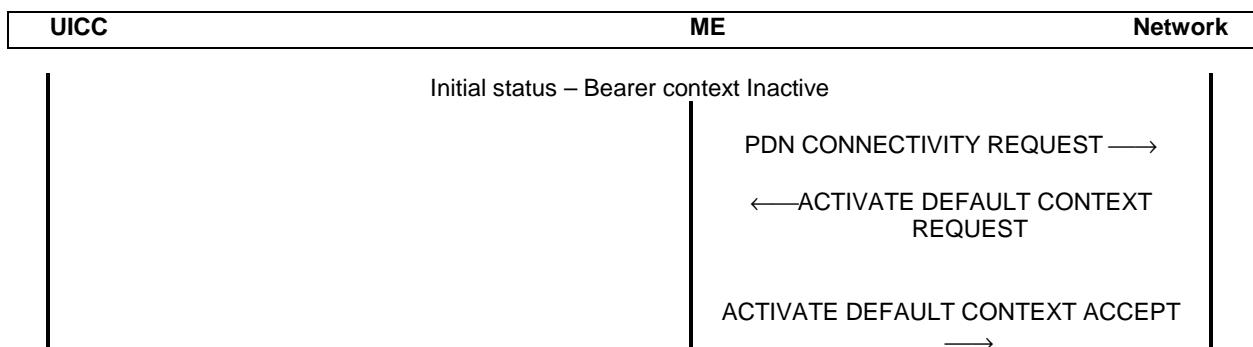 UICC ME Network
Initial status – Bearer context Inactive
PDN CONNECTIVITY REQUEST ⟶
⟵ACTIVATE DEFAULT CONTEXT
REQUEST
ACTIVATE DEFAULT CONTEXT ACCEPT
⟶